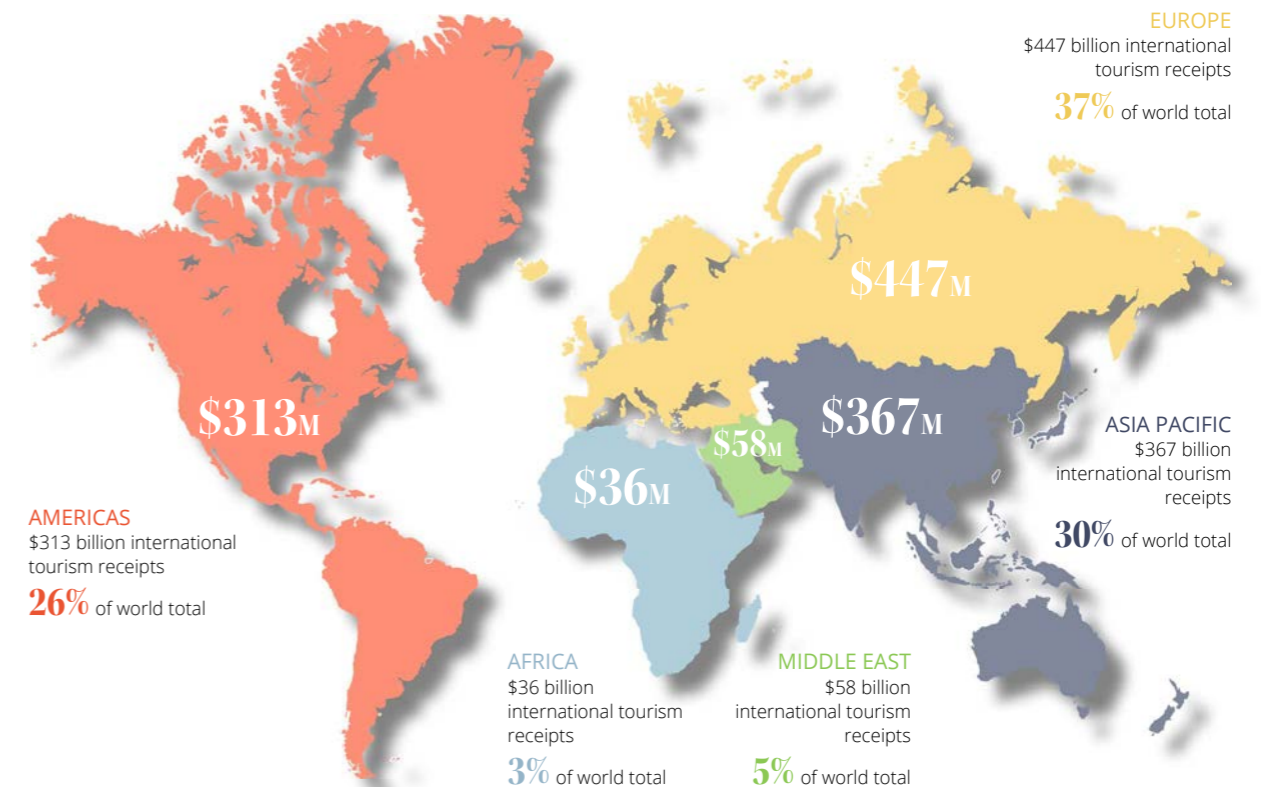 EUROPE
$447 billion international
tourism receipts
37% of world total
$447M
$313M
$367M
$58M
$36M
ASIA PACIFIC
$367 billion
international tourism
receipts
30% of world total
AMERICAS
$313 billion international
tourism receipts
26% of world total
AFRICA
$36 billion
international tourism
receipts
3% of world total
MIDDLE EAST
$58 billion
international tourism
receipts
5% of world total